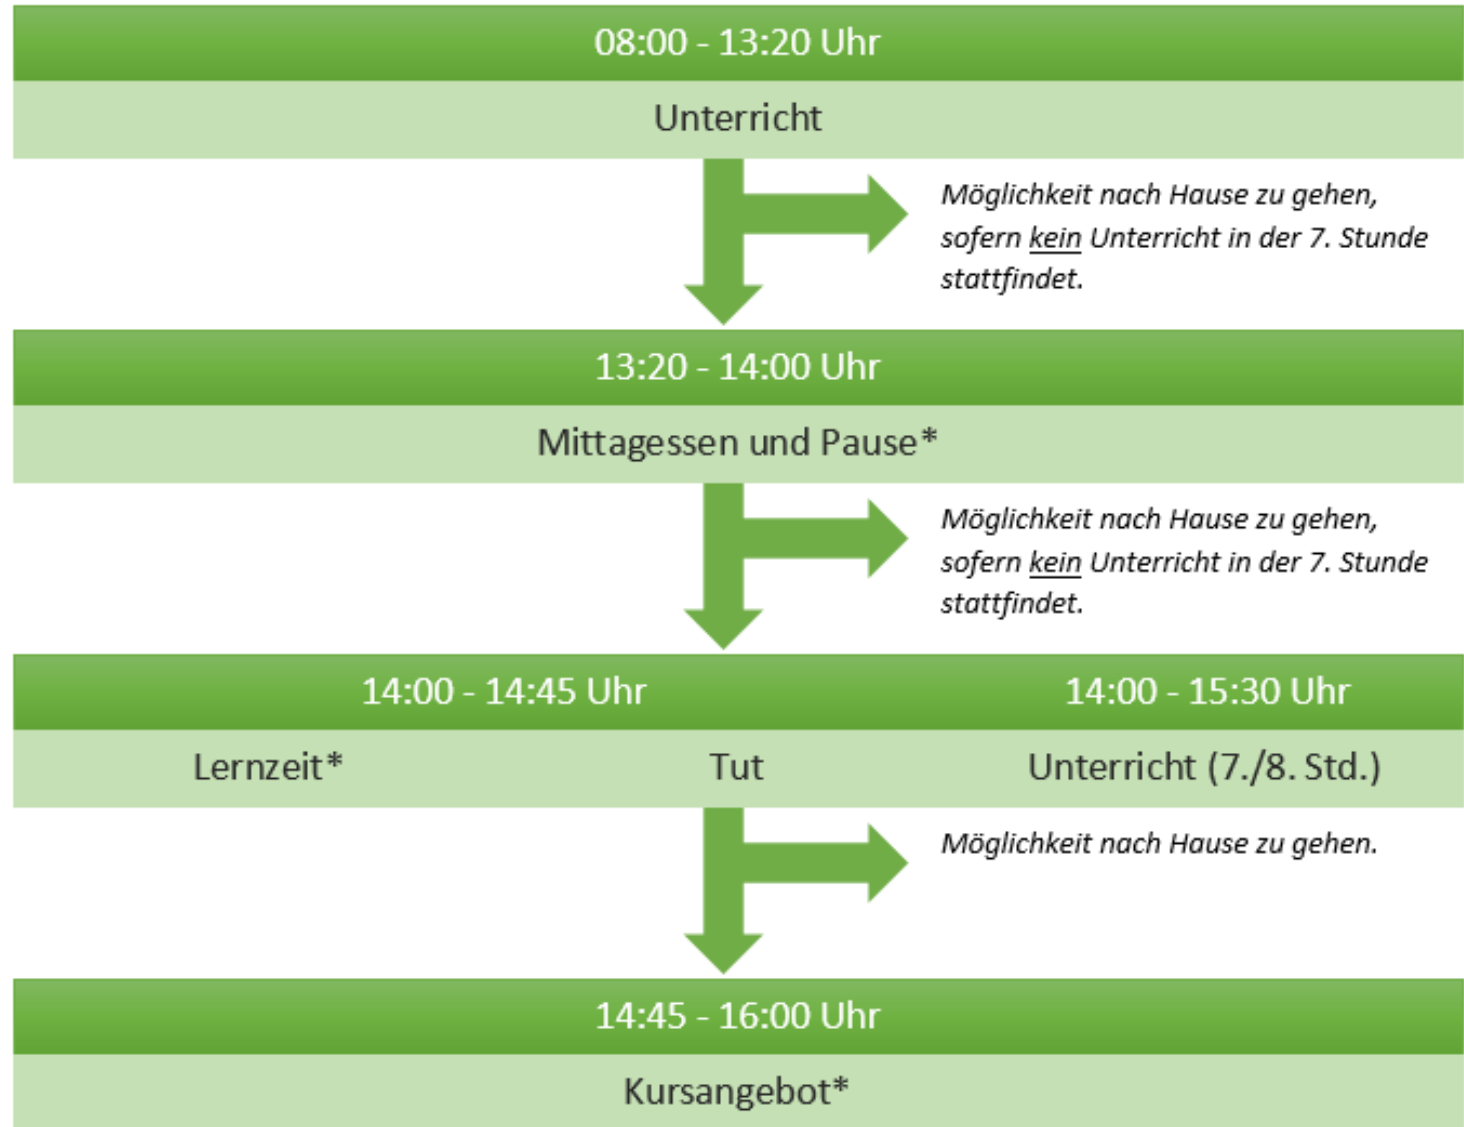 08:00 - 13:20 Uhr
Unterricht
Möglichkeit nach Hause zu gehen,
sofern kein Unterricht in der 7. Stunde
stattfindet.
13:20 - 14:00 Uhr
Mittagessen und Pause*
Möglichkeit nach Hause zu gehen,
sofern kein Unterricht in der 7. Stunde
stattfindet.
14:00 - 14:45 Uhr 14:00 - 15:30 Uhr
Lernzeit* Tut Unterricht (7./8. Std.)
Möglichkeit nach Hause zu gehen.
14:45 - 16:00 Uhr
Kursangebot*